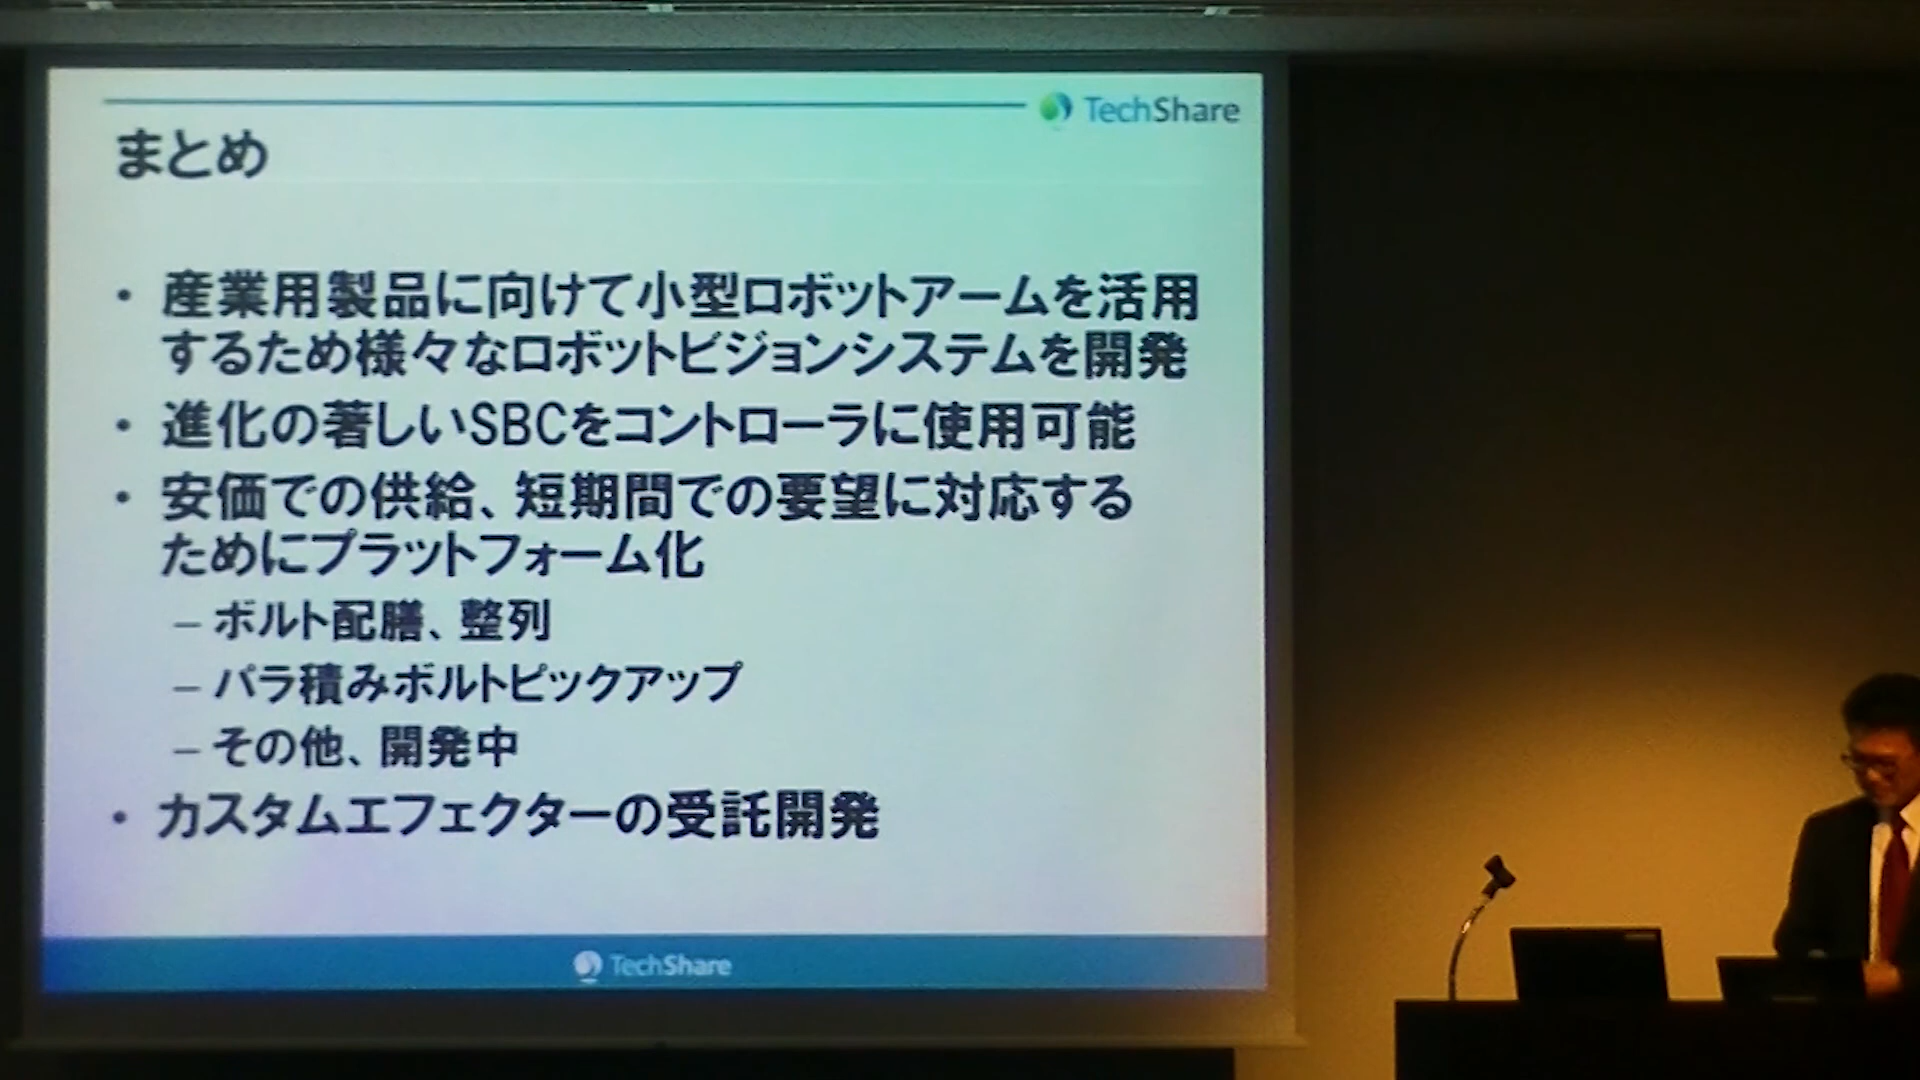 TechShare
まとめ
・産業用製品に向けて小型ロボットアームを活用
するため様々なロボットビジョンシステムを開発
・進化の著しいSBCをコントローラに使用可能
・安価での供給、短期間での要望に対応する
ためにプラットフォーム化
–ボルト配膳、整列
–バラ積みボルトピックアップ
–その他、開発中
・カスタムエフェクターの受託開発
TechShare